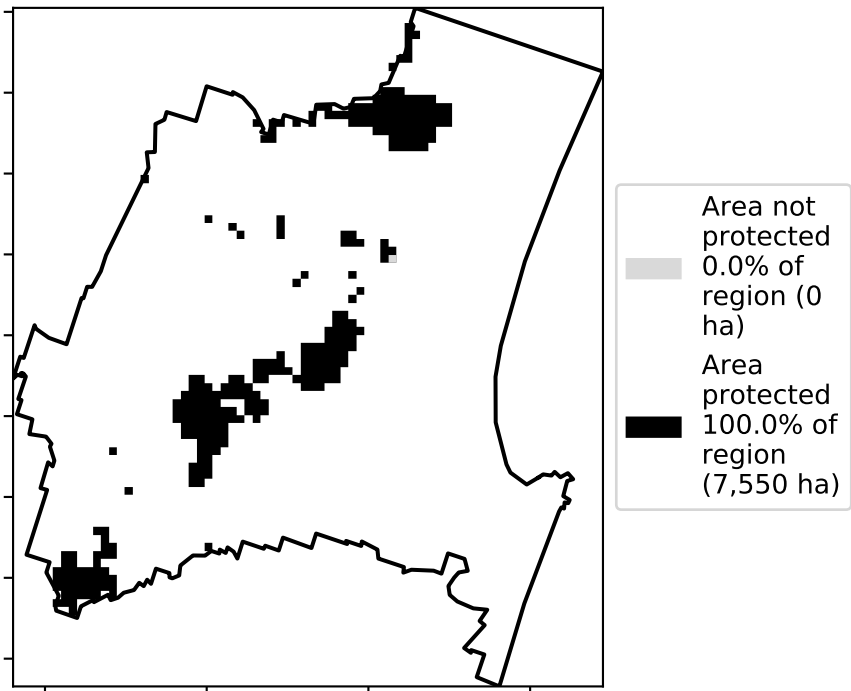 Area not
protected
0.0% of
region (0
ha)
Area
protected
100.0% of
region
(7,550 ha)